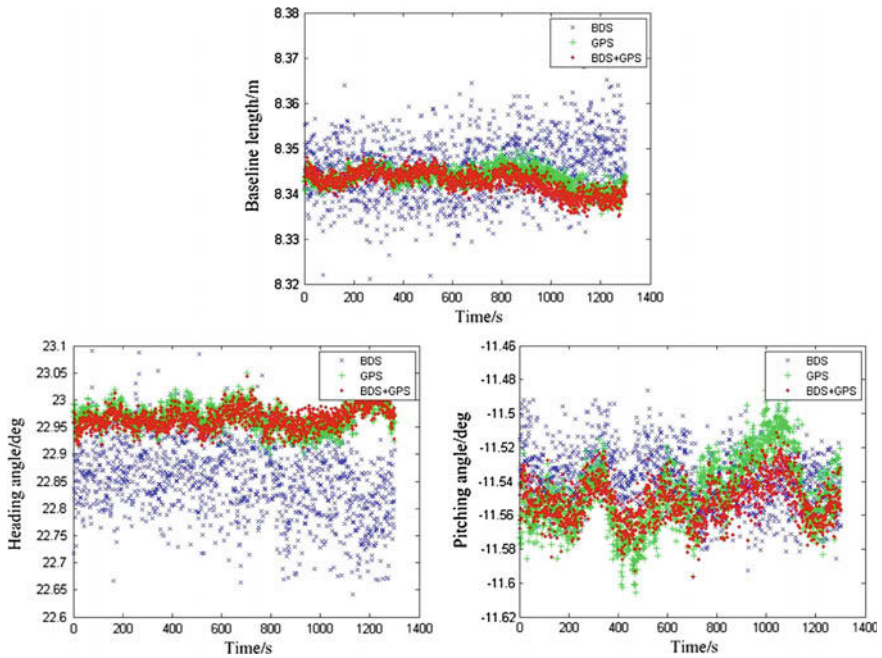 8.38
8.37
8.36
8.35
8.34
8.33
8.32
Baseline length/m
0 200 400 600 800 1000 1200 1400
Time/s
BDS
GPS
BDS+GPS
23.1
23.05
23
22.95
22.9
22.85
22.8
22.75
22.7
22.65
22.6
Heading angle/deg
0 200 400 600 800 1000 1200 1400
Time/s
BDS
GPS
BDS+GPS
-11.46
-11.48
-11.5
-11.52
-11.54
-11.56
-11.58
-11.6
-11.62
Pitching angle/deg
0 200 400 600 800 1000 1200 1400
Time/s
BDS
GPS
BDS+GPS